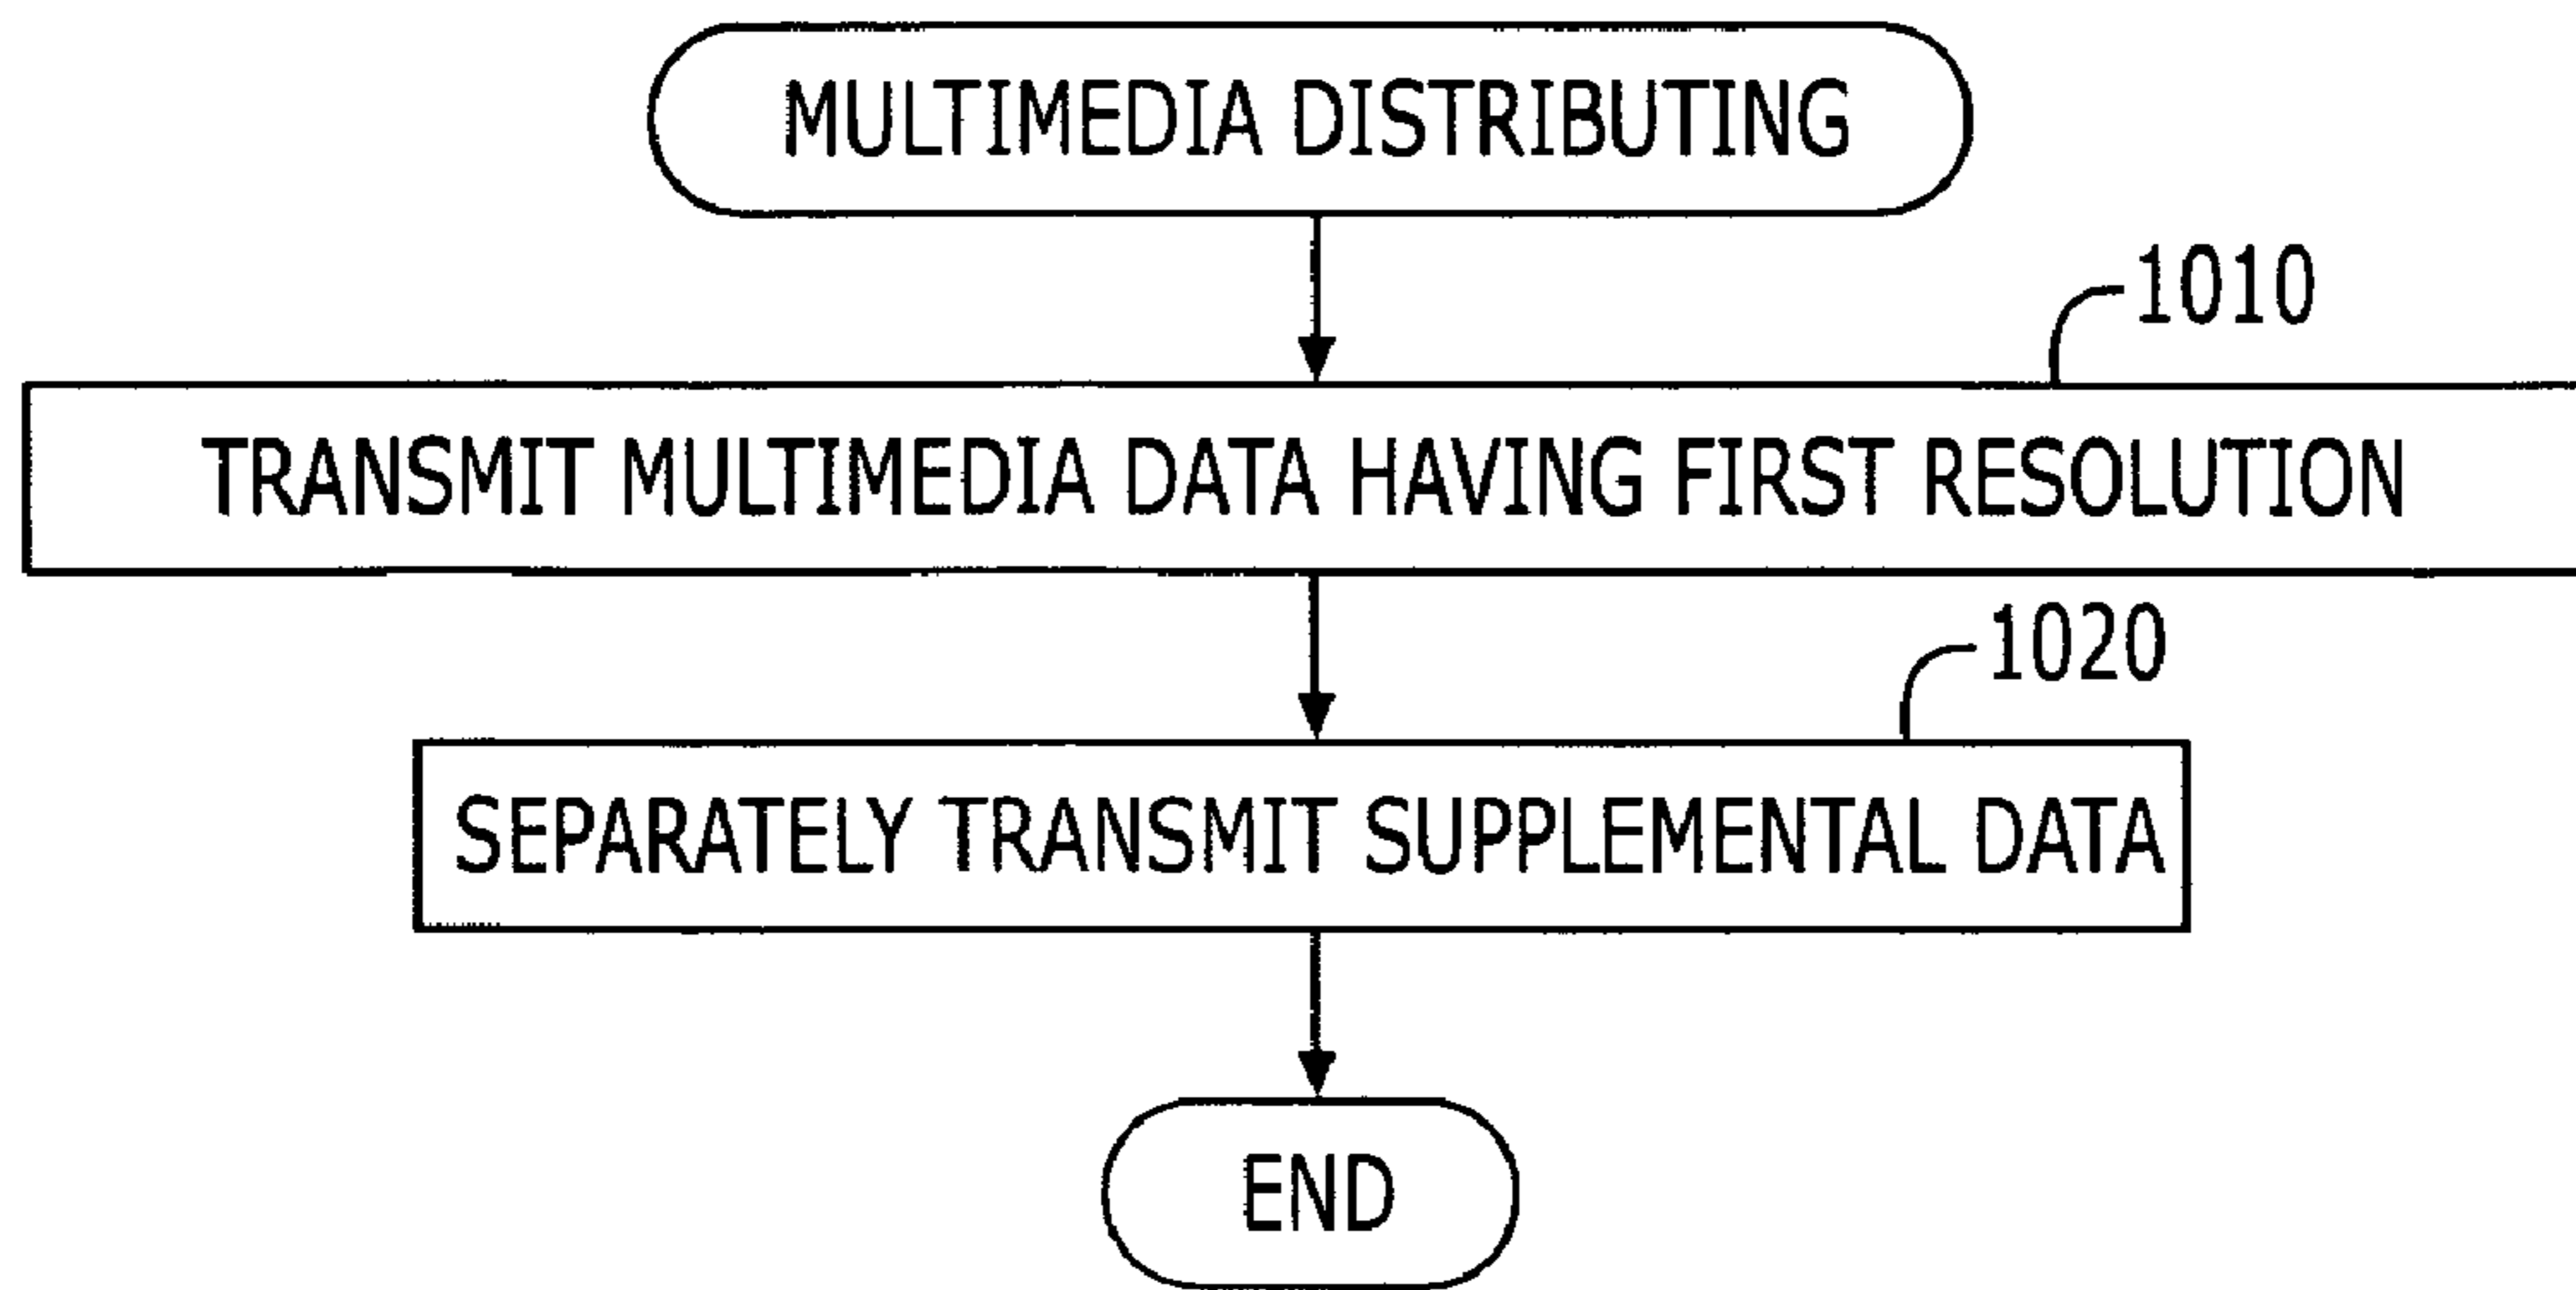 MULTIMEDIA DISTRIBUTING
1010
TRANSMIT MULTIMEDIA DATA HAVING FIRST RESOLUTION
1020
SEPARATELY TRANSMIT SUPPLEMENTAL DATA
END